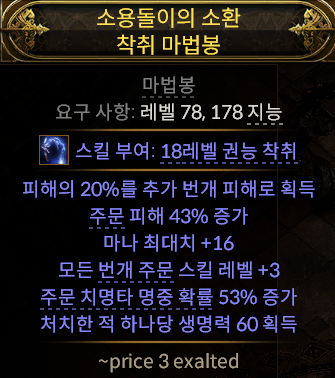 소용돌이의 소환
착취 마법봉
마법봉
요구 사항: 레벨 78, 178 지능
스킬 부여: 18레벨 권능 착취
피해의 20%를 추가 번개 피해로 획득
주문 피해 43% 증가
마나 최대치 +16
모든 번개 주문 스킬 레벨 +3
주문 치명타 명중 확률 53% 증가
처치한 적 하나당 생명력 60 획득
~price 3 exalted